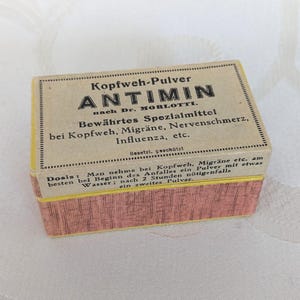 Kopfweh-Pulver
ANTIMIN
nach Dr. MORLOTTI.
Bewährtes Spezialmittel
bei Kopfweh, Migräne, Nervenschmerz,
Influenza, etc.
Gesetzl. geschützt
Dosis: Man nehme bei Kopfweh, Migräne etc. am
besten bei Beginn des Anfalles ein Pulver mit etwas
Wasser; nach 2 Stunden nötigenfalls
ein zweites Pulver.